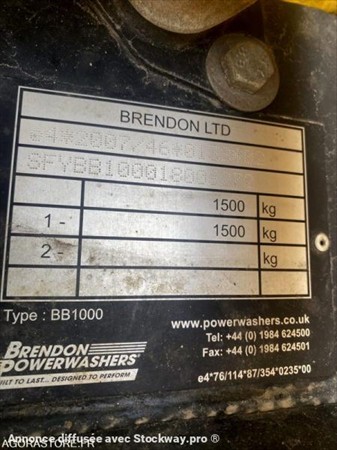 BRENDON LTD
1500 kg
1 - 1500 kg
2 - kg
Type : BB1000
www.powerwashers.co.uk
Tel: +44 (0) 1984 624500
Fax: +44 (0) 1984 624501
BRENDON
POWERWASHERS
BUILT TO LAST... DESIGNED TO PERFORM
e4*76/114*87/354*0235*00
Annonce diffusée avec Stockway.pro ®
AGORASTORE.FR